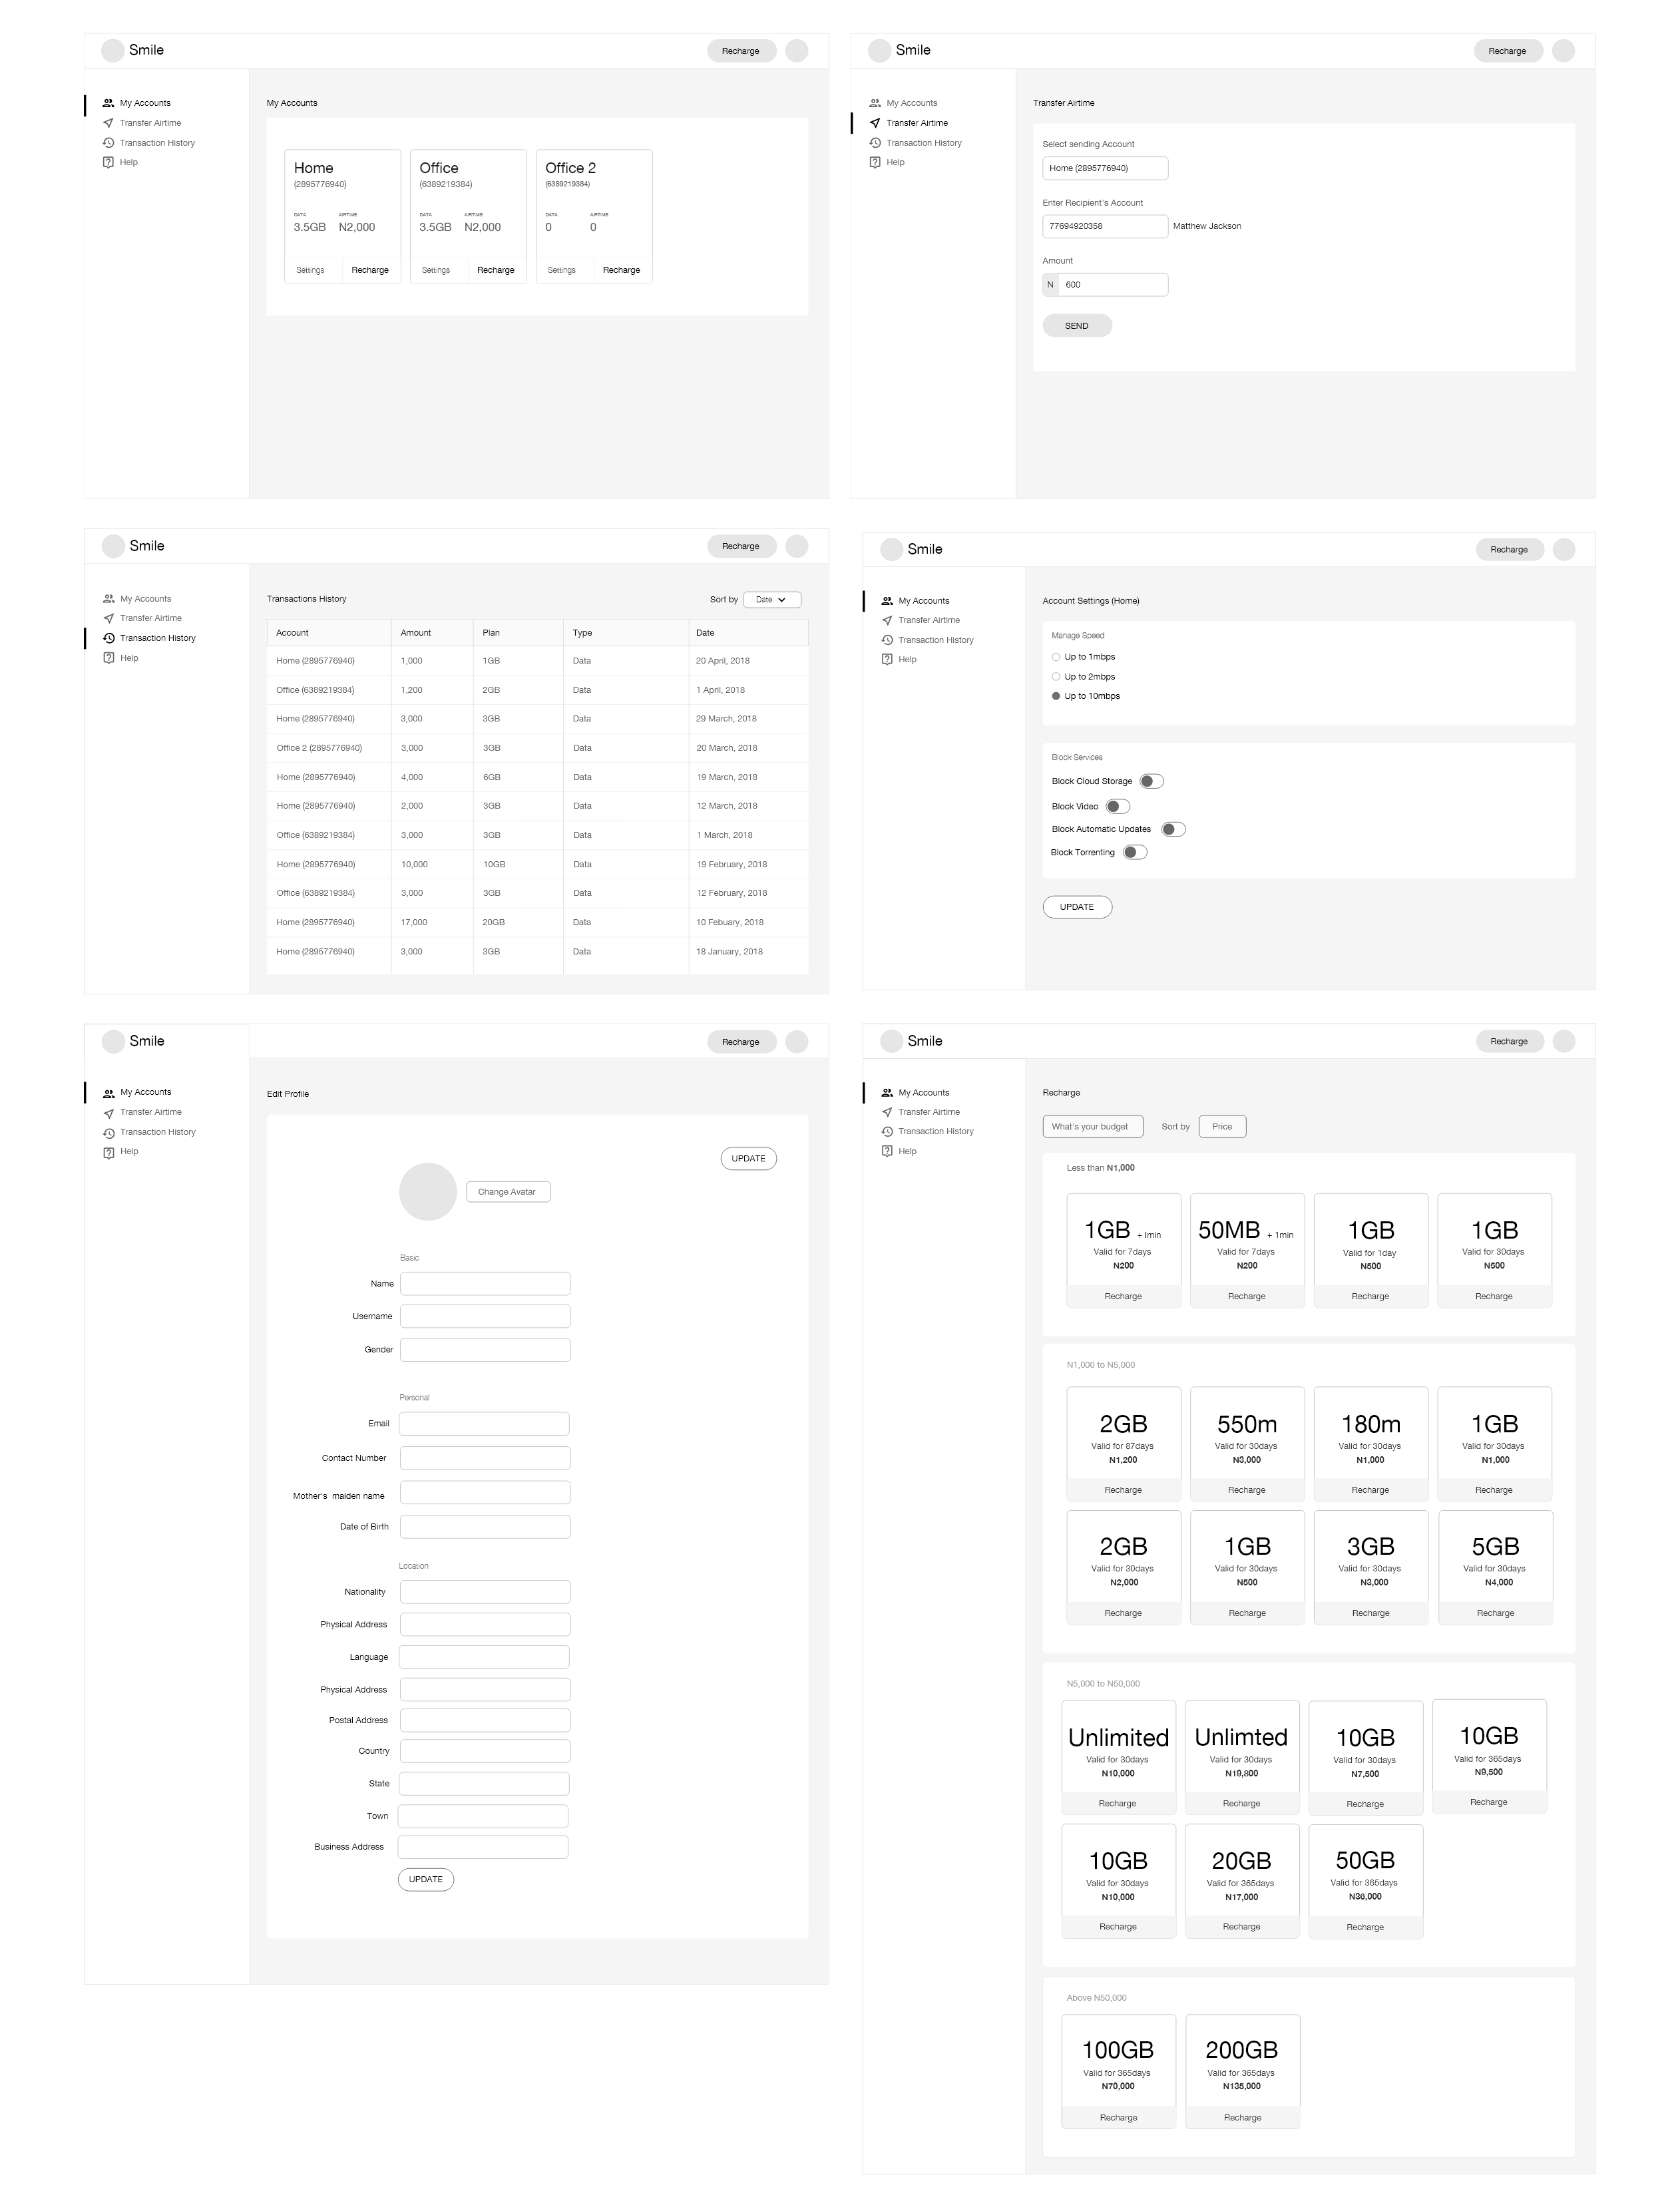 Smile
Recharge
My Accounts
Transfer Airtime
Transaction History
Help
My Accounts
Home
(2895776940)
DATA AIRTIME
3.5GB N2,000
Settings Recharge
Office
(6389219384)
DATA AIRTIME
3.5GB N2,000
Settings Recharge
Office 2
(6389219384)
DATA AIRTIME
0 0
Settings Recharge
Smile
Recharge
My Accounts
Transfer Airtime
Transaction History
Help
Transfer Airtime
Select sending Account
Home (2895776940)
Enter Recipient's Account
77694920358 Matthew Jackson
Amount
N 600
SEND
Smile
Recharge
My Accounts
Transfer Airtime
Transaction History
Help
Transactions History
Sort by Date
Account Amount Plan Type Date
Home (2895776940) 1,000 1GB Data 20 April, 2018
Office (6389219384) 1,200 2GB Data 1 April, 2018
Home (2895776940) 3,000 3GB Data 29 March, 2018
Office 2 (2895776940) 3,000 3GB Data 20 March, 2018
Home (2895776940) 4,000 6GB Data 19 March, 2018
Home (2895776940) 2,000 3GB Data 12 March, 2018
Office (6389219384) 3,000 3GB Data 1 March, 2018
Home (2895776940) 10,000 10GB Data 19 February, 2018
Office (6389219384) 3,000 3GB Data 12 February, 2018
Home (2895776940) 17,000 20GB Data 10 Febuary, 2018
Home (2895776940) 3,000 3GB Data 18 January, 2018
Smile
Recharge
My Accounts
Transfer Airtime
Transaction History
Help
Account Settings (Home)
Manage Speed
Up to 1mbps
Up to 2mbps
Up to 10mbps
Block Services
Block Cloud Storage
Block Video
Block Automatic Updates
Block Torrenting
UPDATE
Smile
Recharge
My Accounts
Transfer Airtime
Transaction History
Help
Edit Profile
UPDATE
Change Avatar
Basic
Name
Username
Gender
Personal
Email
Contact Number
Mother's maiden name
Date of Birth
Location
Nationality
Physical Address
Language
Physical Address
Postal Address
Country
State
Town
Business Address
UPDATE
Smile
Recharge
My Accounts
Transfer Airtime
Transaction History
Help
Recharge
What's your budget Sort by Price
Less than N1,000
1GB + Imin
Valid for 7days
N200
Recharge
50MB + 1min
Valid for 7days
N200
Recharge
1GB
Valid for 1day
N500
Recharge
1GB
Valid for 30days
N500
Recharge
N1,000 to N5,000
2GB
Valid for 87days
N1,200
Recharge
550m
Valid for 30days
N3,000
Recharge
180m
Valid for 30days
N1,000
Recharge
1GB
Valid for 30days
N1,000
Recharge
2GB
Valid for 30days
N2,000
Recharge
1GB
Valid for 30days
N500
Recharge
3GB
Valid for 30days
N3,000
Recharge
5GB
Valid for 30days
N4,000
Recharge
N5,000 to N50,000
Unlimited
Valid for 30days
N10,000
Recharge
Unlimted
Valid for 30days
N19,800
Recharge
10GB
Valid for 30days
N7,500
Recharge
10GB
Valid for 365days
N9,500
Recharge
10GB
Valid for 30days
N10,000
Recharge
20GB
Valid for 365days
N17,000
Recharge
50GB
Valid for 365days
N36,000
Recharge
Above N50,000
100GB
Valid for 365days
N70,000
Recharge
200GB
Valid for 365days
N135,000
Recharge